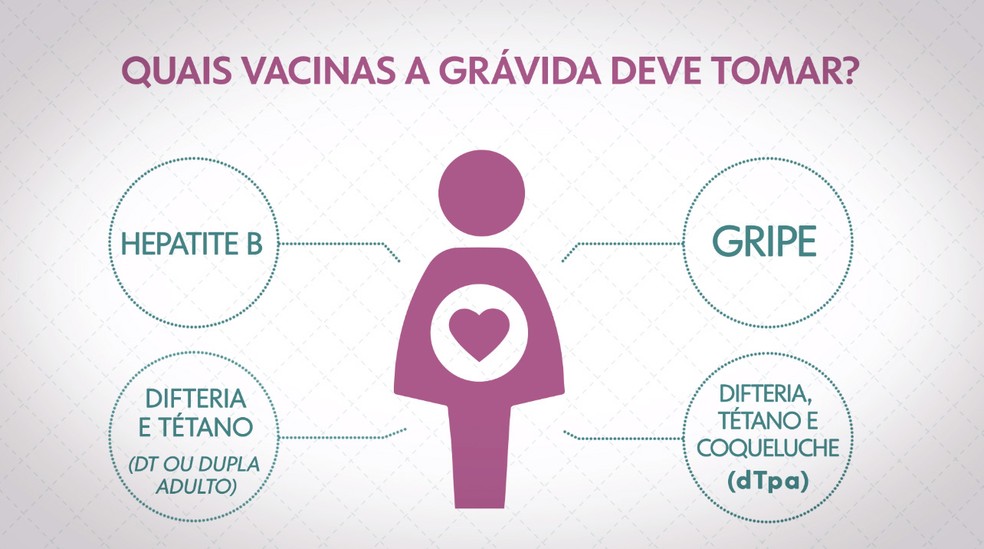 QUAIS VACINAS A GRÁVIDA DEVE TOMAR?
HEPATITE B
GRIPE
DIFTERIA
E TÉTANO
(DT OU DUPLA
ADULTO)
DIFTERIA,
TÉTANO E
COQUELUCHE
(dTpa)